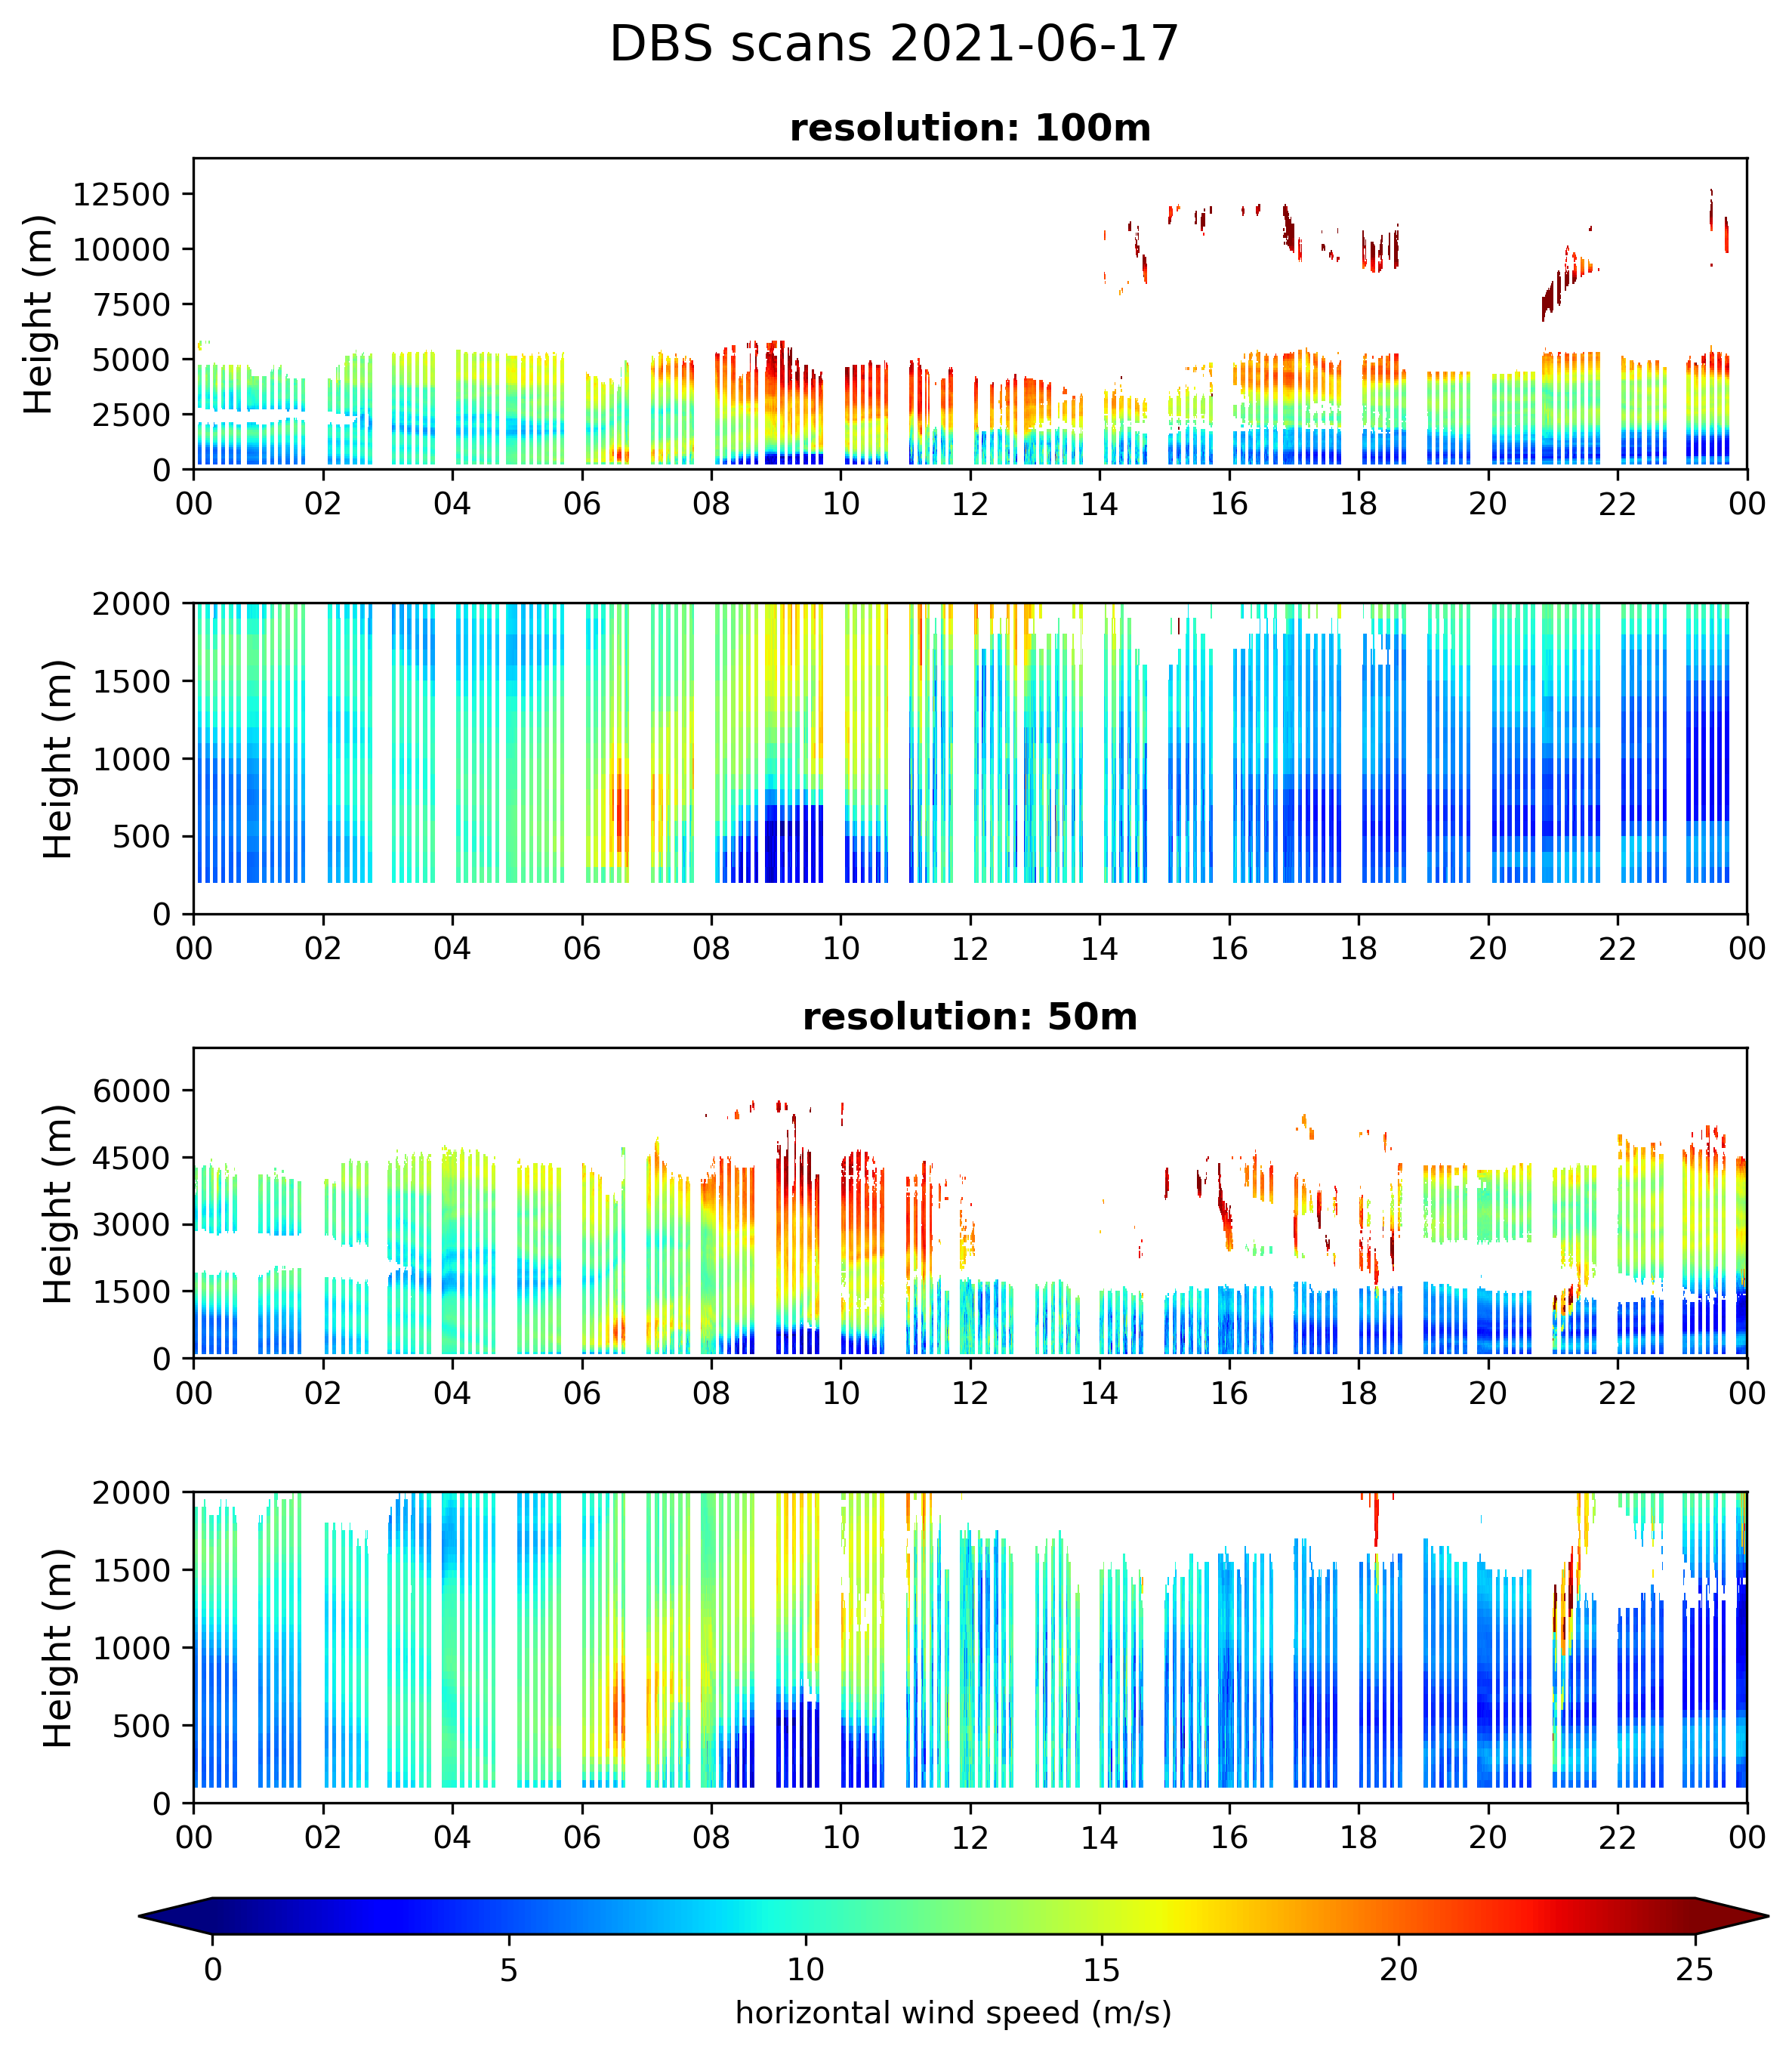 DBS scans 2021-06-17
resolution: 100m
Height (m)
12500
10000
7500
5000
2500
0
00 02 04 06 08 10 12 14 16 18 20 22 00
Height (m)
2000
1500
1000
500
0
00 02 04 06 08 10 12 14 16 18 20 22 00
resolution: 50m
Height (m)
6000
4500
3000
1500
0
00 02 04 06 08 10 12 14 16 18 20 22 00
Height (m)
2000
1500
1000
500
0
00 02 04 06 08 10 12 14 16 18 20 22 00
0 5 10 15 20 25
horizontal wind speed (m/s)